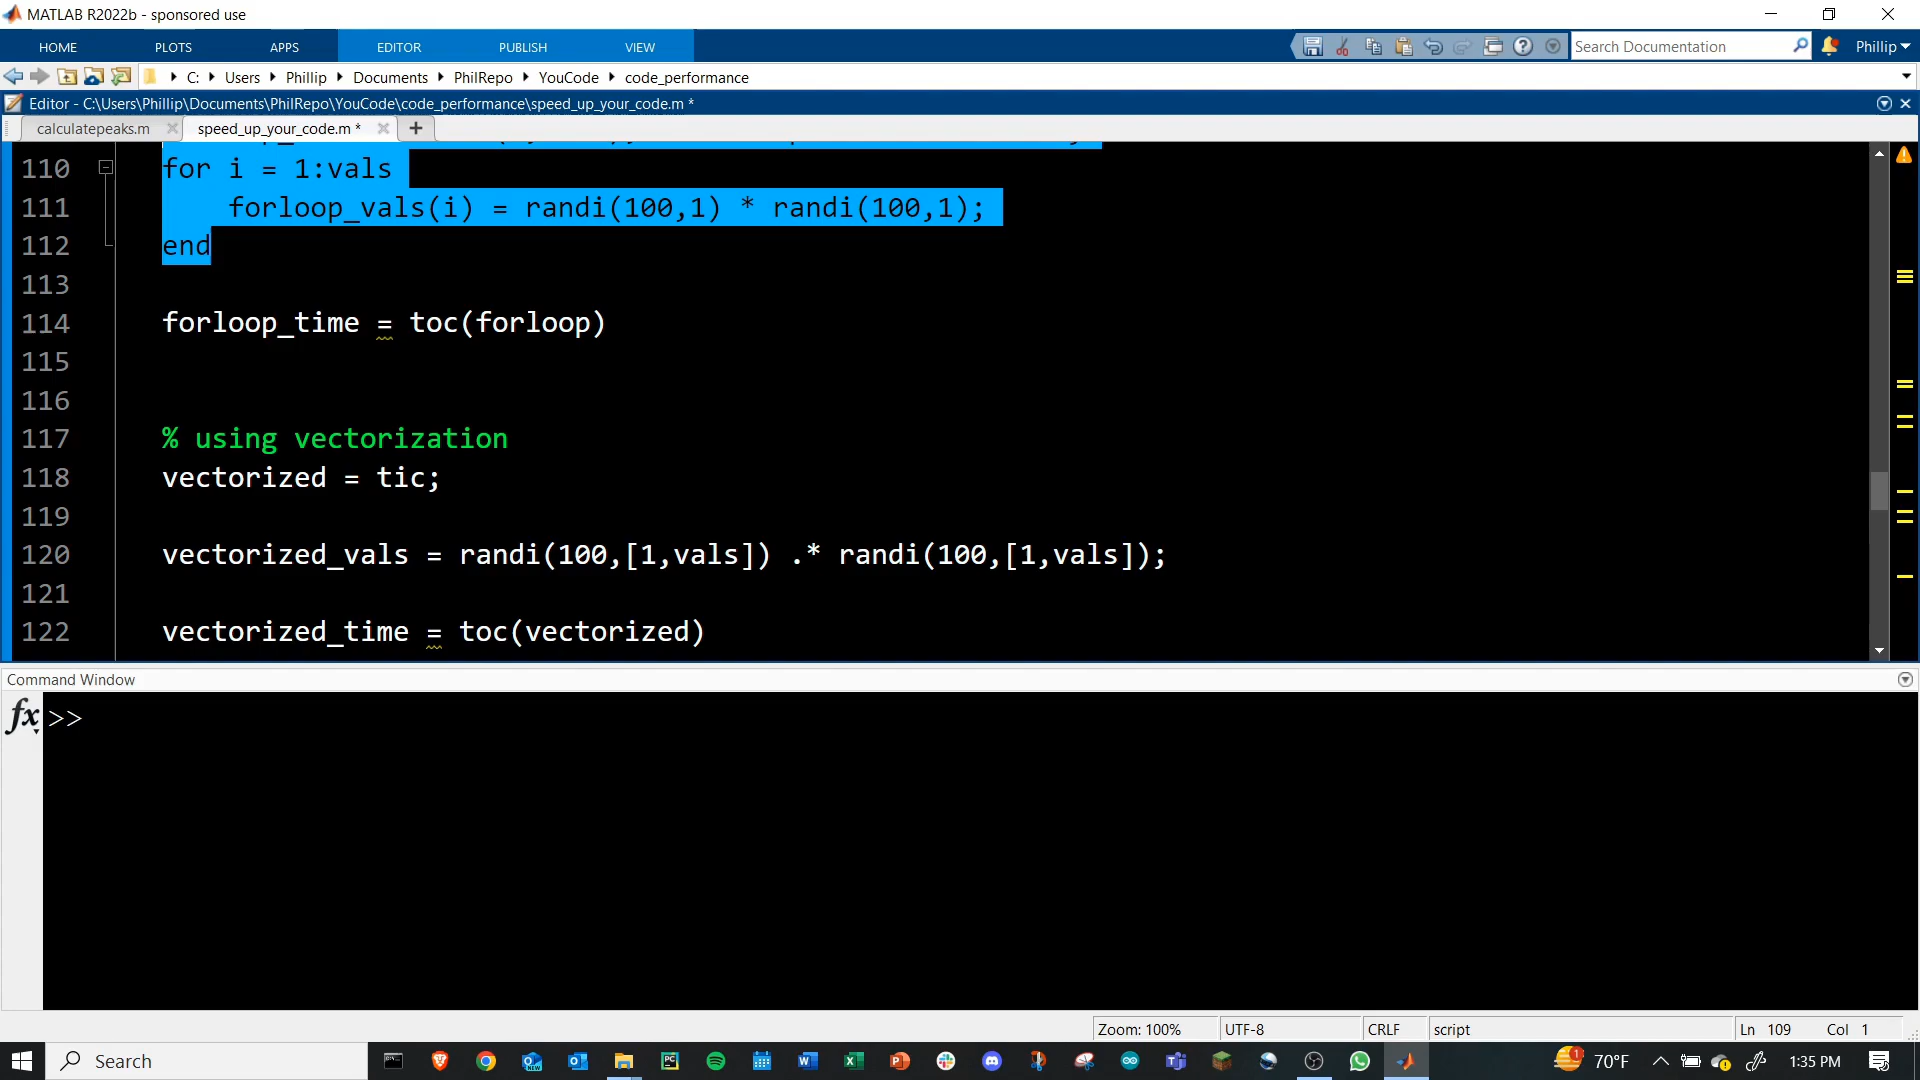 MATLAB R2022b - sponsored use
HOME PLOTS APPS EDITOR PUBLISH VIEW Search Documentation Phillip
C: Users Phillip Documents PhilRepo YouCode code_performance
Editor - C:\Users\Phillip\Documents\PhilRepo\YouCode\code_performance\speed_up_your_code.m *
calculatepeaks.m speed_up_your_code.m * +
110 for i = 1:vals
111 forloop_vals(i) = randi(100,1) * randi(100,1);
112 end
113
114 forloop_time = toc(forloop)
115
116
117 % using vectorization
118 vectorized = tic;
119
120 vectorized_vals = randi(100,[1,vals]) .* randi(100,[1,vals]);
121
122 vectorized_time = toc(vectorized)
Command Window
fx >>
Zoom: 100% UTF-8 CRLF script Ln 109 Col 1
Search 1 70°F 1:35 PM